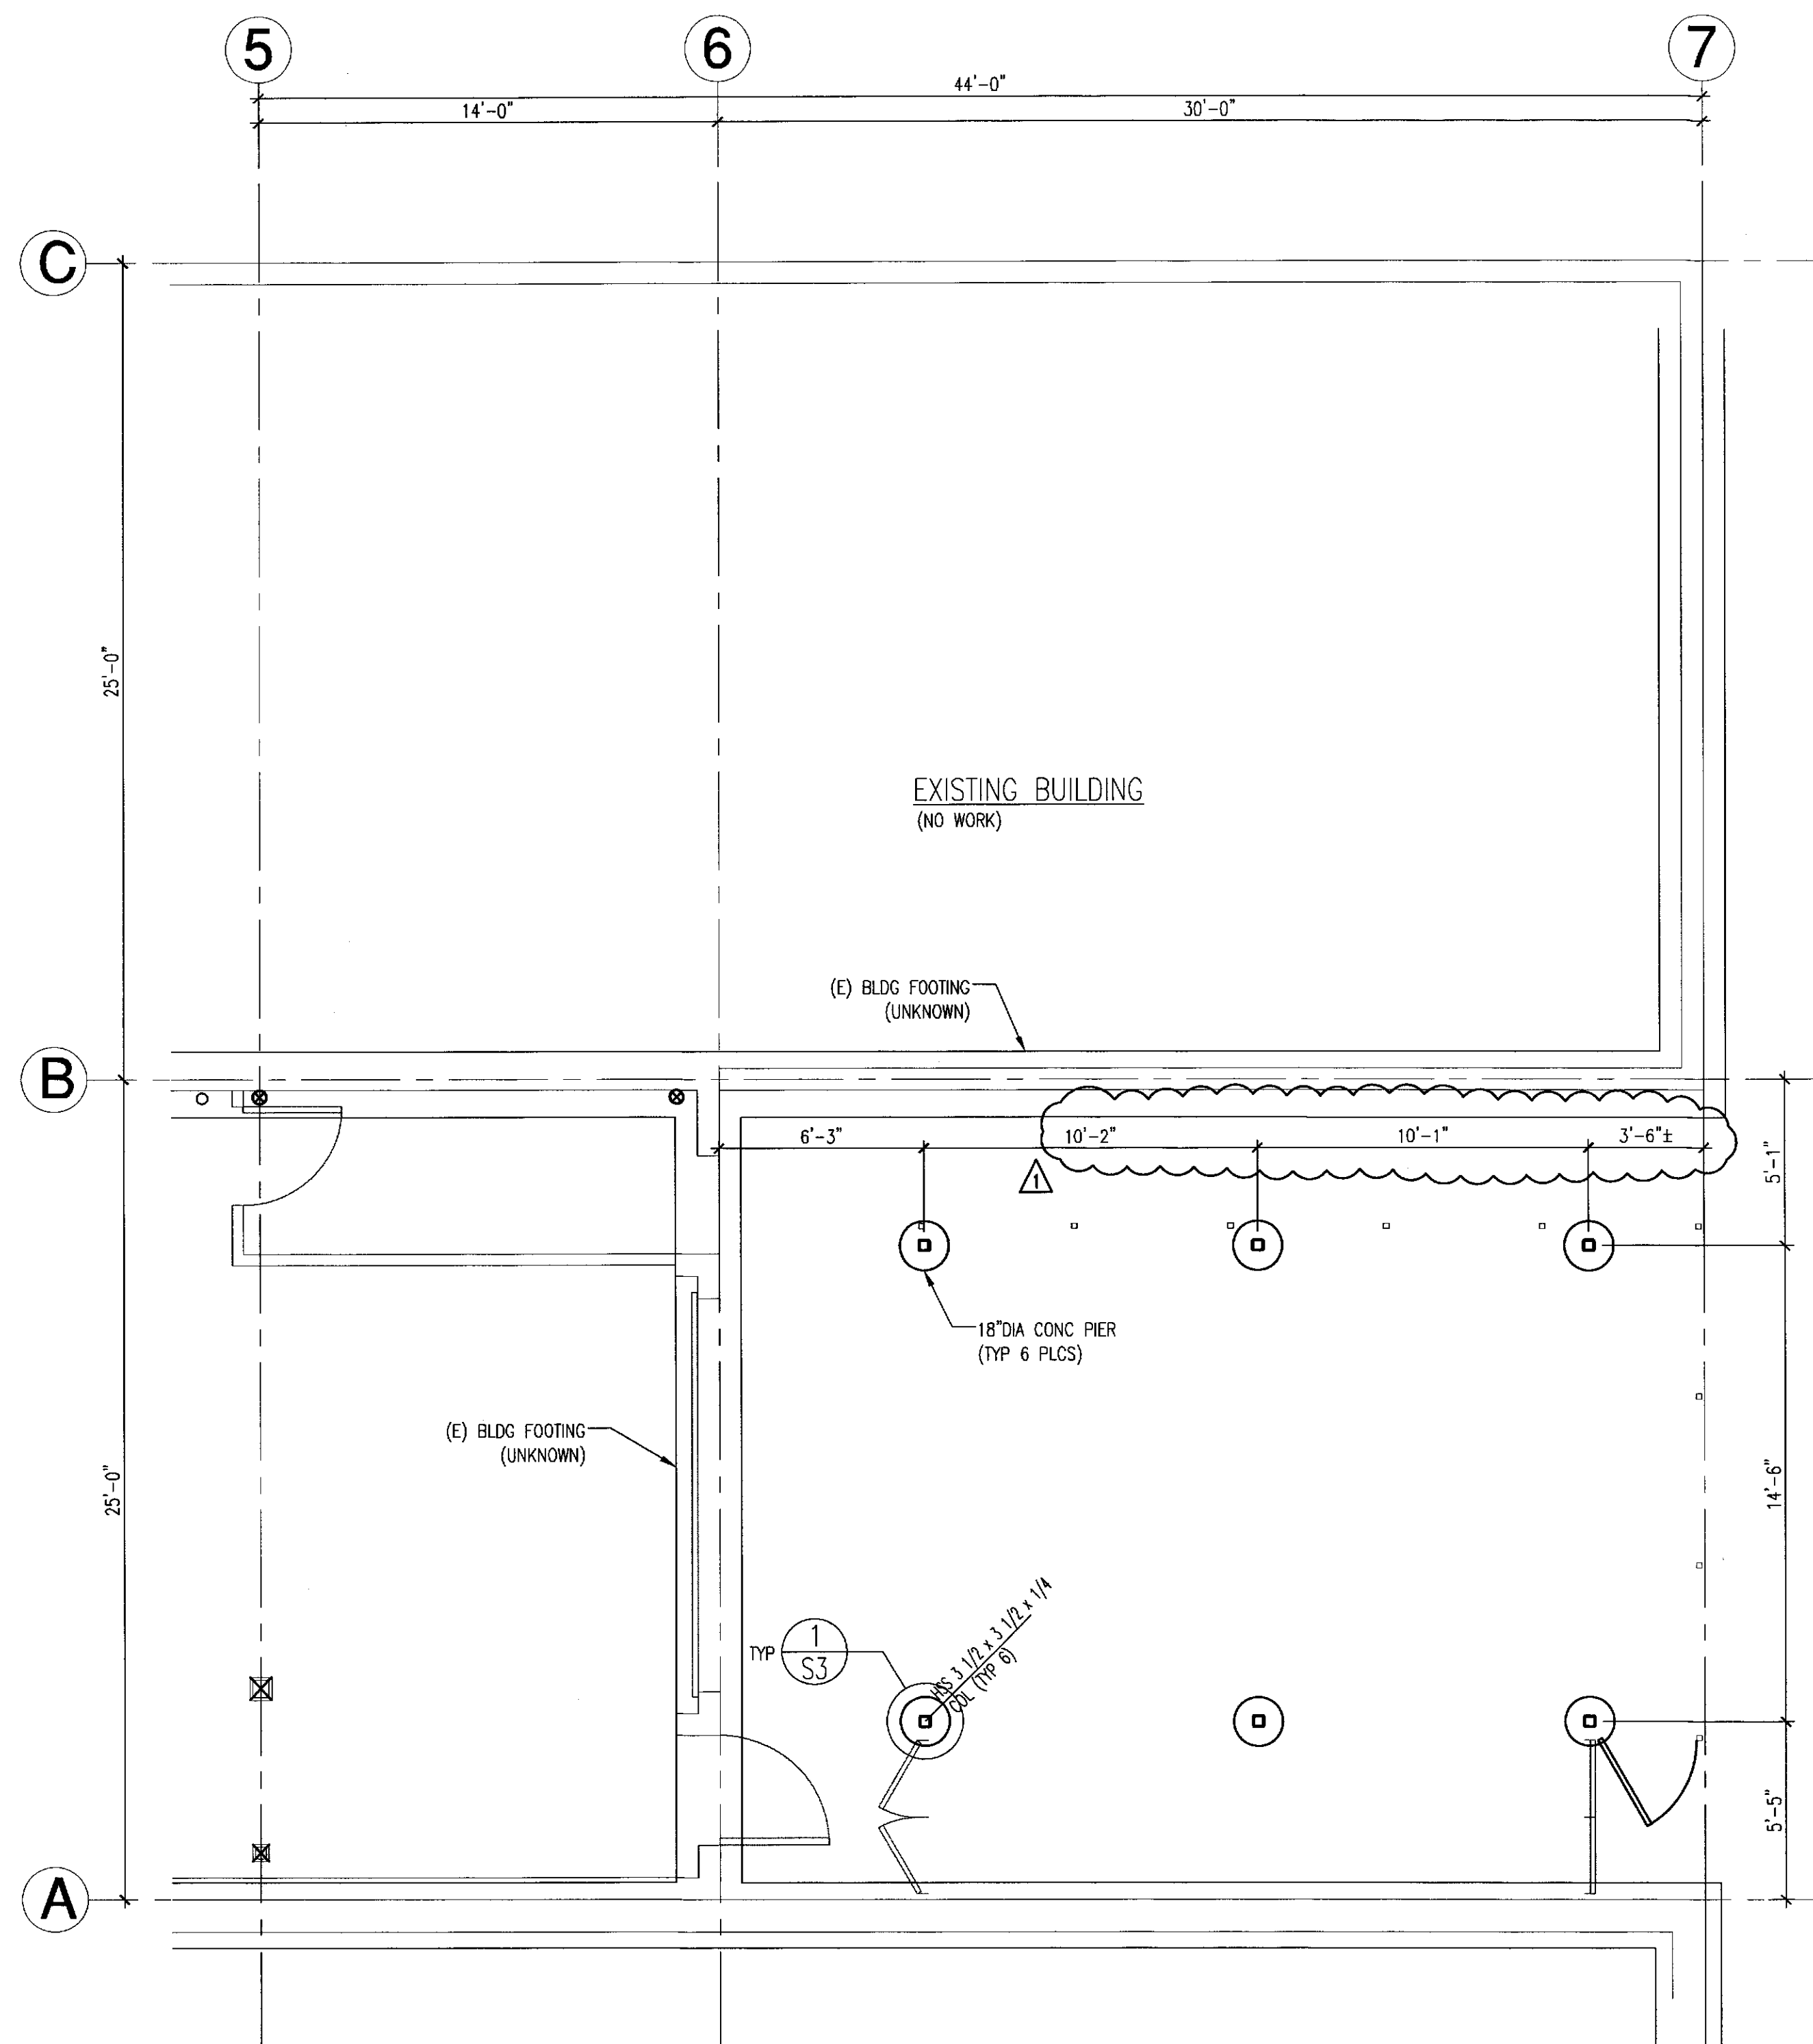 5
6
7
44'-0"
14'-0"
30'-0"
C
25'-0"
EXISTING BUILDING
(NO WORK)
(E) BLDG FOOTING
(UNKNOWN)
B
6'-3"
10'-2"
10'-1"
3'-6"±
1
5'-1"
18"DIA CONC PIER
(TYP 6 PLCS)
(E) BLDG FOOTING
(UNKNOWN)
25'-0"
14'-6"
TYP
1
S3
HSS 3 1/2 x 3 1/2 x 1/4
COL (TYP 6)
5'-5"
A